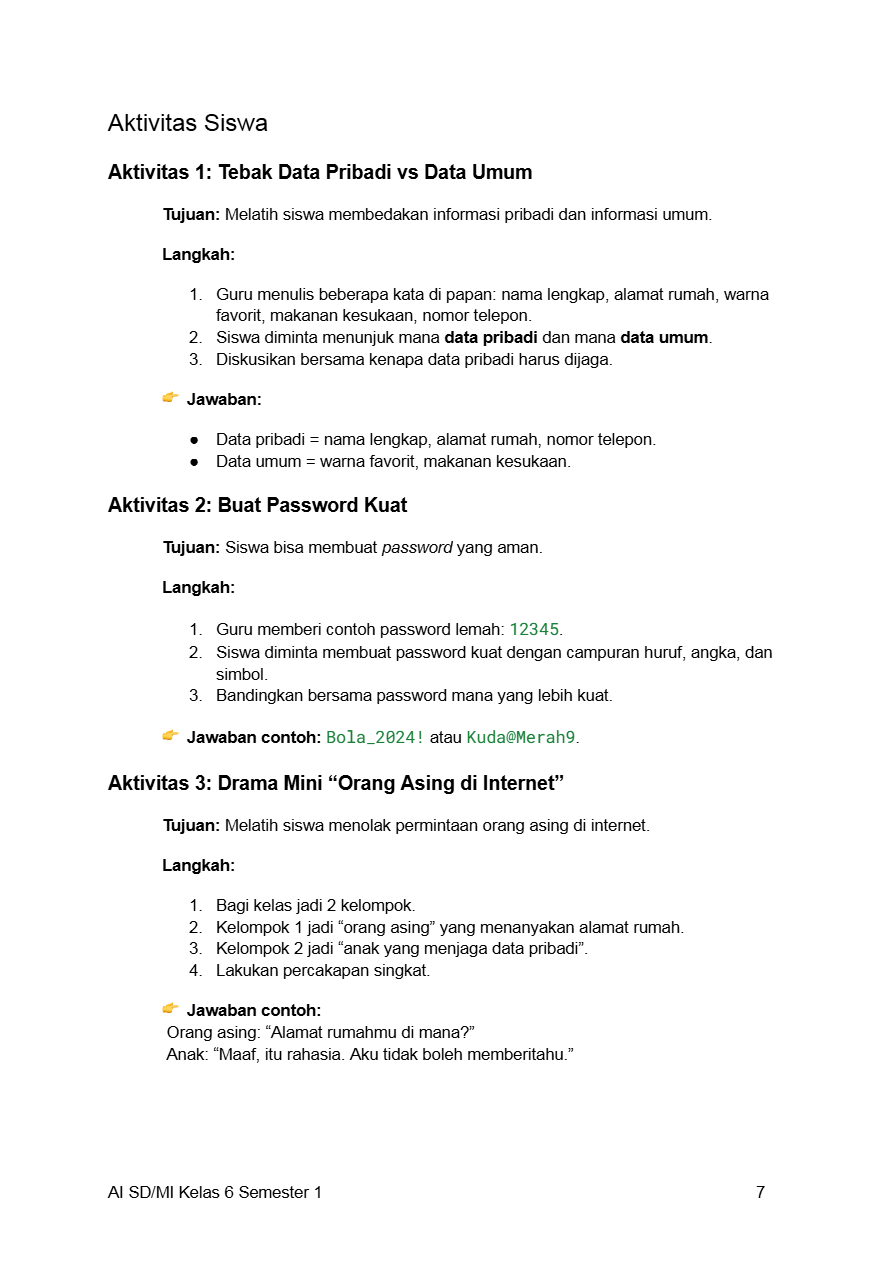 Aktivitas Siswa
Aktivitas 1: Tebak Data Pribadi vs Data Umum
Tujuan: Melatih siswa membedakan informasi pribadi dan informasi umum.
Langkah:
1. Guru menulis beberapa kata di papan: nama lengkap, alamat rumah, warna
favorit, makanan kesukaan, nomor telepon.
2. Siswa diminta menunjuk mana data pribadi dan mana data umum.
3. Diskusikan bersama kenapa data pribadi harus dijaga.
👉 Jawaban:
● Data pribadi = nama lengkap, alamat rumah, nomor telepon.
● Data umum = warna favorit, makanan kesukaan.
Aktivitas 2: Buat Password Kuat
Tujuan: Siswa bisa membuat password yang aman.
Langkah:
1. Guru memberi contoh password lemah: 12345.
2. Siswa diminta membuat password kuat dengan campuran huruf, angka, dan
simbol.
3. Bandingkan bersama password mana yang lebih kuat.
👉 Jawaban contoh: Bola_2024! atau Kuda@Merah9.
Aktivitas 3: Drama Mini “Orang Asing di Internet”
Tujuan: Melatih siswa menolak permintaan orang asing di internet.
Langkah:
1. Bagi kelas jadi 2 kelompok.
2. Kelompok 1 jadi “orang asing” yang menanyakan alamat rumah.
3. Kelompok 2 jadi “anak yang menjaga data pribadi”.
4. Lakukan percakapan singkat.
👉 Jawaban contoh:
Orang asing: “Alamat rumahmu di mana?”
Anak: “Maaf, itu rahasia. Aku tidak boleh memberitahu.”
AI SD/MI Kelas 6 Semester 1 7